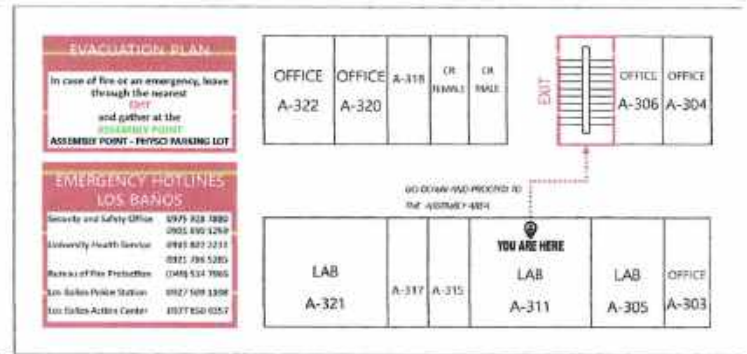 EVACUATION PLAN
In case of fire or an emergency, leave
through the nearest
EXIT
and gather at the
ASSEMBLY POINT
ASSEMBLY POINT - PHYSCI PARKING LOT
EMERGENCY HOTLINES
LOS BAÑOS
Security and Safety Office
University Health Service
Bureau of Fire Protection
Los Baños Police Station
Los Baños Action Center
OFFICE
A-322
OFFICE
A-320
A-318
CR
FEMALE
CR
MALE
EXIT
OFFICE
A-306
OFFICE
A-304
GO DOWN AND PROCEED TO
THE ASSEMBLY AREA
YOU ARE HERE
LAB
A-321
A-317
A-315
LAB
A-311
LAB
A-305
OFFICE
A-303